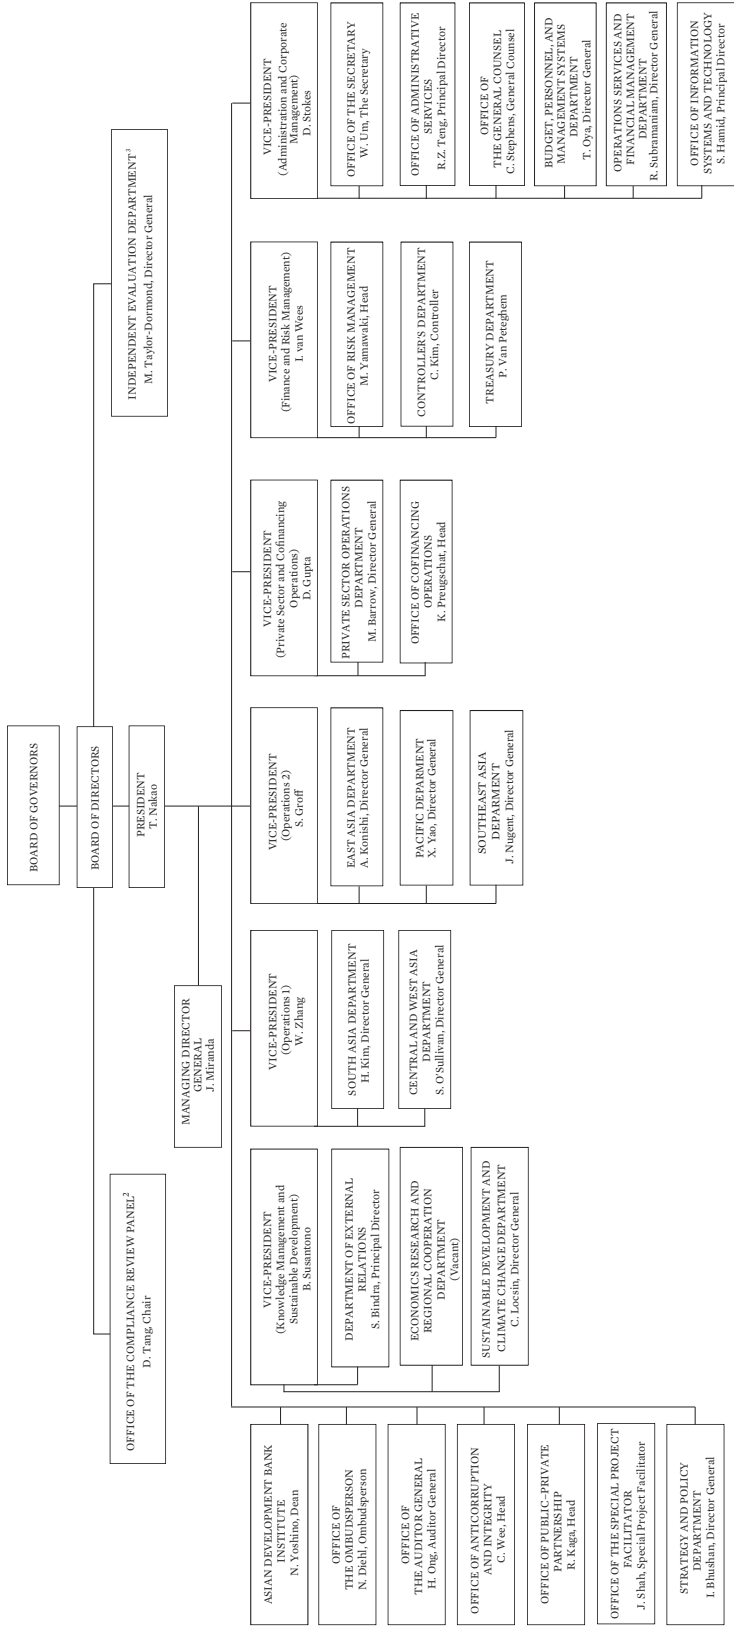 BOARD OF GOVERNORS
BOARD OF DIRECTORS
PRESIDENT
T. Nakao
OFFICE OF THE COMPLIANCE REVIEW PANEL²
D. Tang, Chair
INDEPENDENT EVALUATION DEPARTMENT¹
M. Taylor-Dormond, Director General
MANAGING DIRECTOR
GENERAL
J. Miranda
ASIAN DEVELOPMENT BANK
INSTITUTE
N. Yoshino, Dean
OFFICE OF
THE OMBUDSPERSON
N. Diehl, Ombudsperson
OFFICE OF
THE AUDITOR GENERAL
H. Ong, Auditor General
OFFICE OF ANTICORRUPTION
AND INTEGRITY
C. Wee, Head
OFFICE OF PUBLIC–PRIVATE
PARTNERSHIP
R. Kaga, Head
OFFICE OF THE SPECIAL PROJECT
FACILITATOR
J. Shah, Special Project Facilitator
STRATEGY AND POLICY
DEPARTMENT
I. Bhushan, Director General
VICE-PRESIDENT
(Knowledge Management and
Sustainable Development)
B. Susantono
DEPARTMENT OF EXTERNAL
RELATIONS
S. Bindra, Principal Director
ECONOMICS RESEARCH AND
REGIONAL COOPERATION
DEPARTMENT
(Vacant)
SUSTAINABLE DEVELOPMENT AND
CLIMATE CHANGE DEPARTMENT
C. Locsin, Director General
VICE-PRESIDENT
(Operations 1)
W. Zhang
SOUTH ASIA DEPARTMENT
H. Kim, Director General
CENTRAL AND WEST ASIA
DEPARTMENT
S. O'Sullivan, Director General
VICE-PRESIDENT
(Operations 2)
S. Groff
EAST ASIA DEPARTMENT
A. Konishi, Director General
PACIFIC DEPARMENT
X. Yao, Director General
SOUTHEAST ASIA
DEPARMENT
J. Nugent, Director General
VICE-PRESIDENT
(Private Sector and Cofinancing
Operations)
D. Gupta
PRIVATE SECTOR OPERATIONS
DEPARTMENT
M. Barrow, Director General
OFFICE OF COFINANCING
OPERATIONS
K. Preugschat, Head
VICE-PRESIDENT
(Finance and Risk Management)
I. van Wees
OFFICE OF RISK MANAGEMENT
M. Yamawaki, Head
CONTROLLER'S DEPARTMENT
C. Kim, Controller
TREASURY DEPARTMENT
P. Van Peteghem
VICE-PRESIDENT
(Administration and Corporate
Management)
D. Stokes
OFFICE OF THE SECRETARY
W. Um, The Secretary
OFFICE OF ADMINISTRATIVE
SERVICES
R.Z. Teng, Principal Director
OFFICE OF
THE GENERAL COUNSEL
C. Stephens, General Counsel
BUDGET, PERSONNEL, AND
MANAGEMENT SYSTEMS
DEPARTMENT
T. Oya, Director General
OPERATIONS SERVICES AND
FINANCIAL MANAGEMENT
DEPARTMENT
R. Subramaniam, Director General
OFFICE OF INFORMATION
SYSTEMS AND TECHNOLOGY
S. Hamid, Principal Director